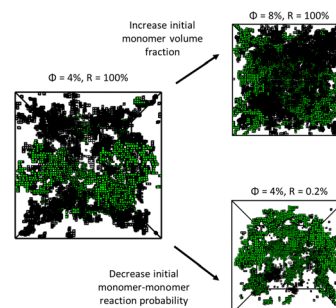 Increase initial
monomer volume
fraction
Φ = 8%, R = 100%
Φ = 4%, R = 100%
Φ = 4%, R = 0.2%
Decrease initial
monomer-monomer
reaction probability